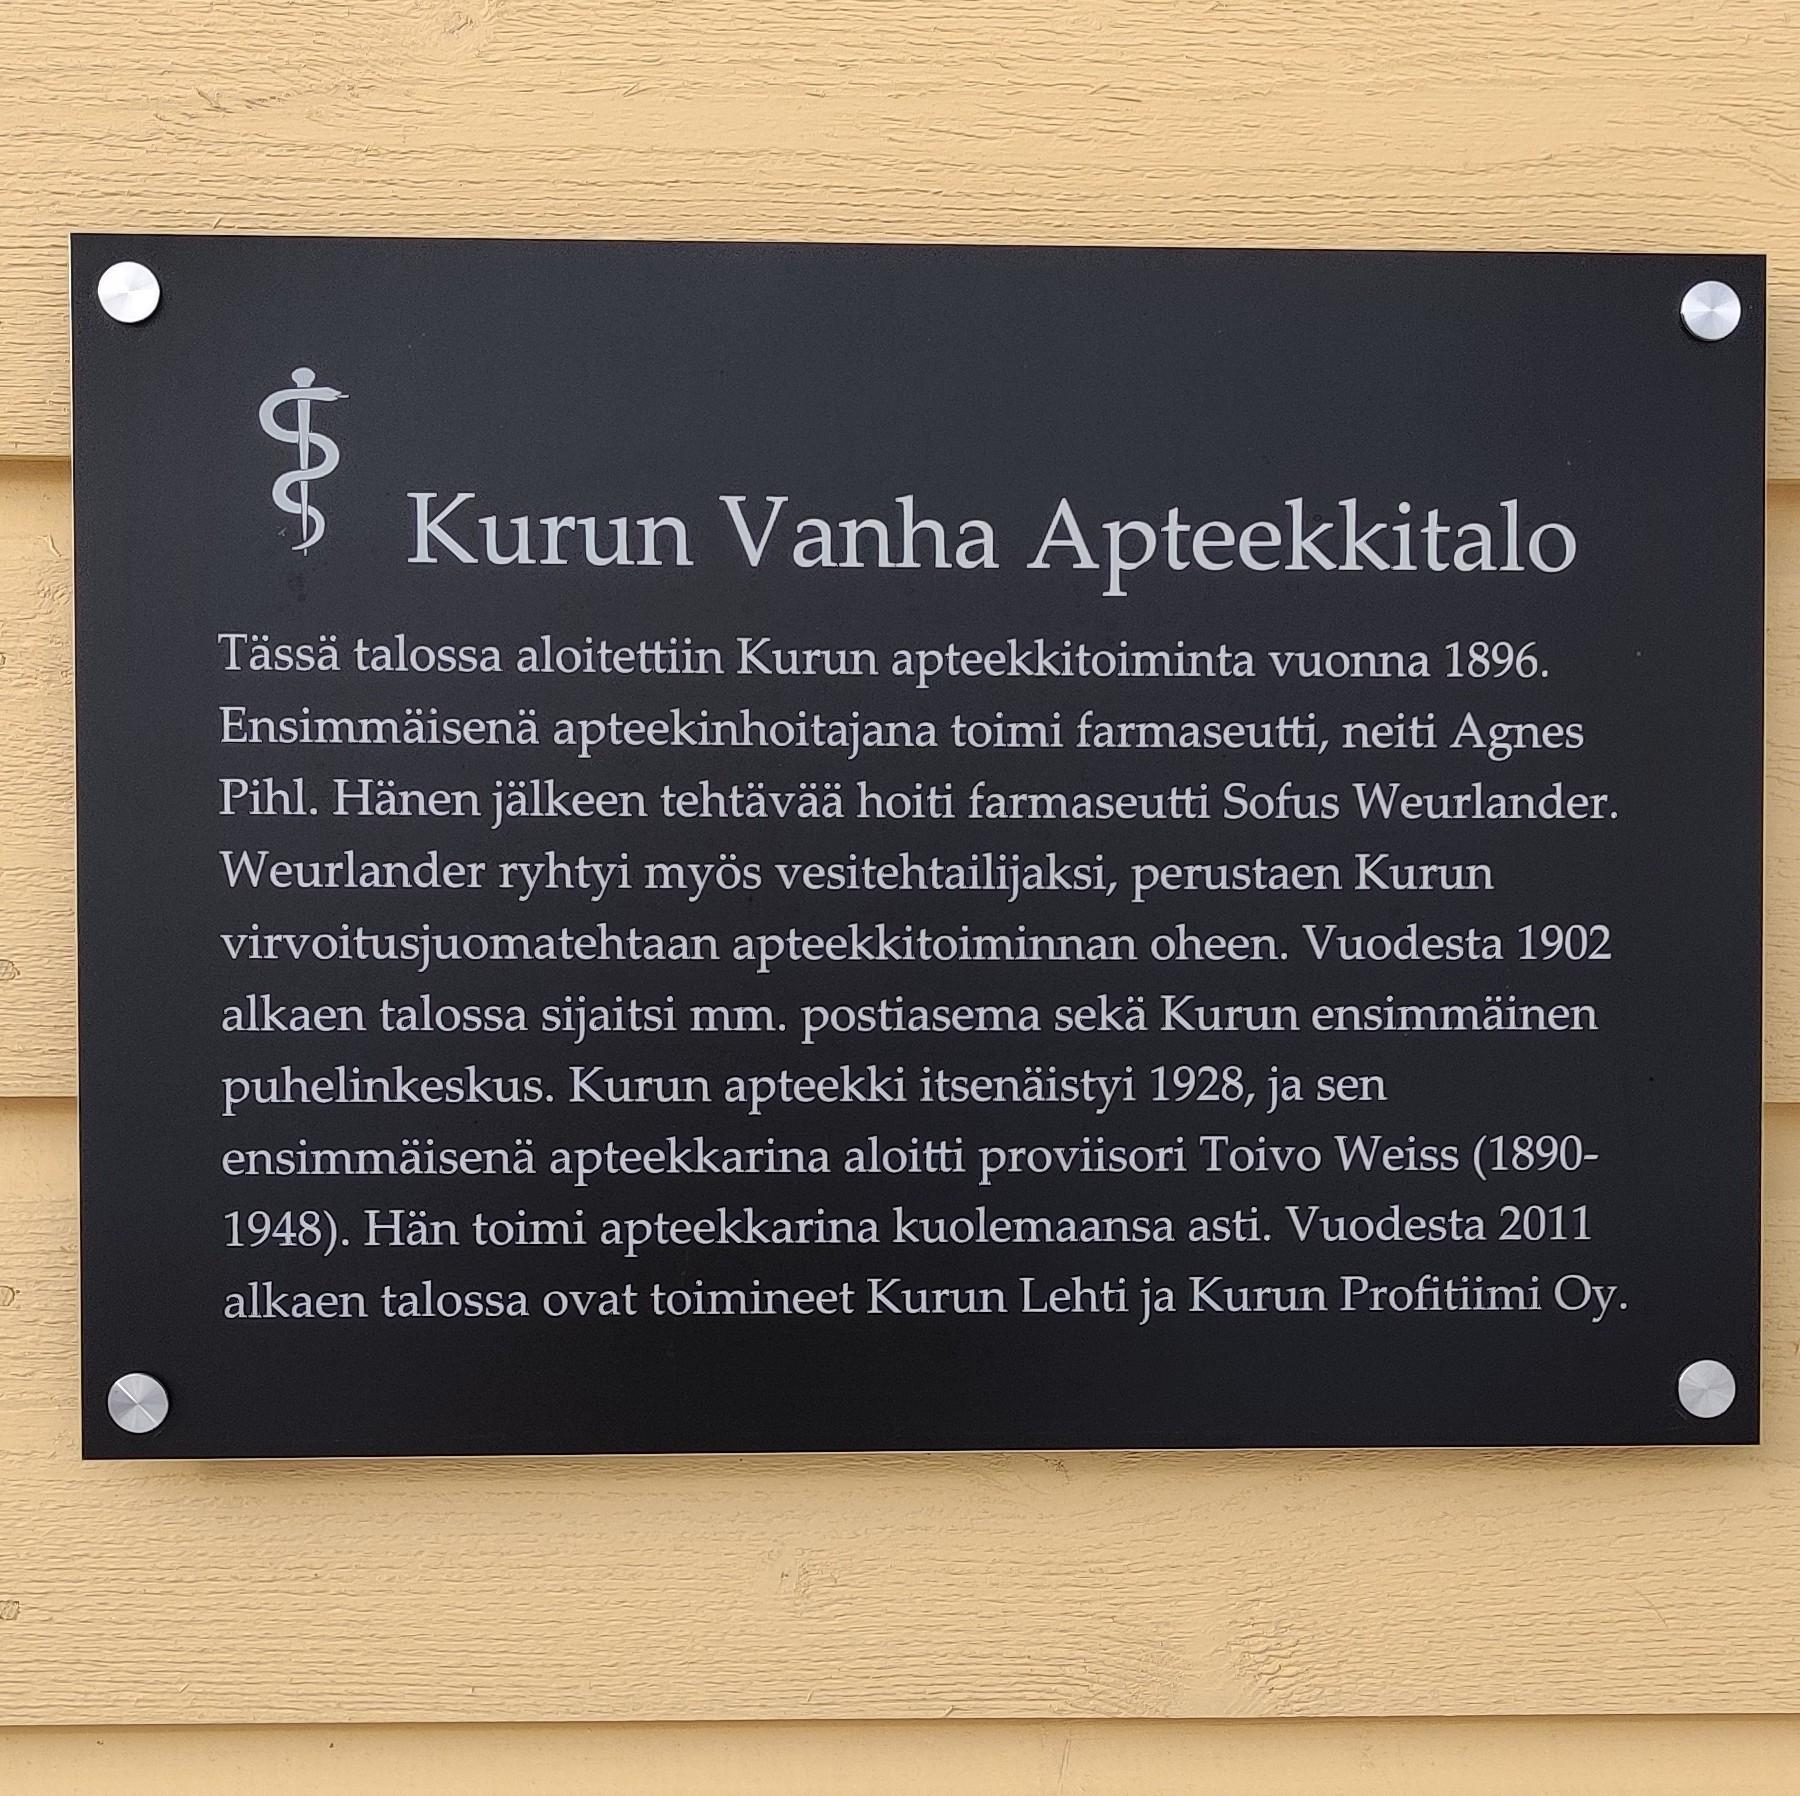 Kurun Vanha Apteekkitalo
Tässä talossa aloitettiin Kurun apteekkitoiminta vuonna 1896.
Ensimmäisenä apteekinhoitajana toimi farmaseutti, neiti Agnes
Pihl. Hänen jälkeen tehtävää hoiti farmaseutti Sofus Weurlander.
Weurlander ryhtyi myös vesitehtailijaksi, perustaen Kurun
virvoitusjuomatehtaan apteekkitoiminnan oheen. Vuodesta 1902
alkaen talossa sijaitsi mm. postiasema sekä Kurun ensimmäinen
puhelinkeskus. Kurun apteekki itsenäistyi 1928, ja sen
ensimmäisenä apteekkarina aloitti proviisori Toivo Weiss (1890-
1948). Hän toimi apteekkarina kuolemaansa asti. Vuodesta 2011
alkaen talossa ovat toimineet Kurun Lehti ja Kurun Profitiimi Oy.